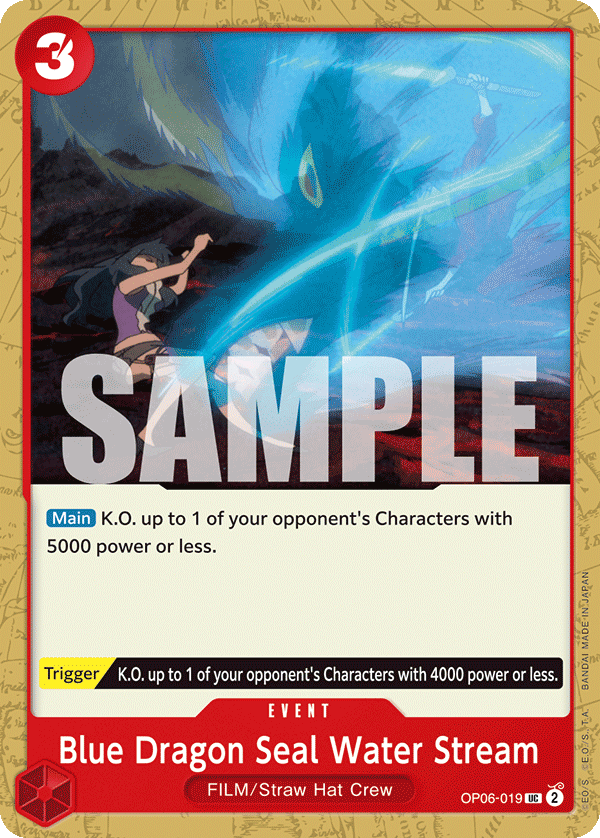 3
SAMPLE
Main K.O. up to 1 of your opponent's Characters with
5000 power or less.
Trigger K.O. up to 1 of your opponent's Characters with 4000 power or less.
EVENT
Blue Dragon Seal Water Stream
FILM/Straw Hat Crew
OP06-019 UC 2
©E.O.S. ©E.O.S.,T.A. BANDAI MADE IN JAPAN